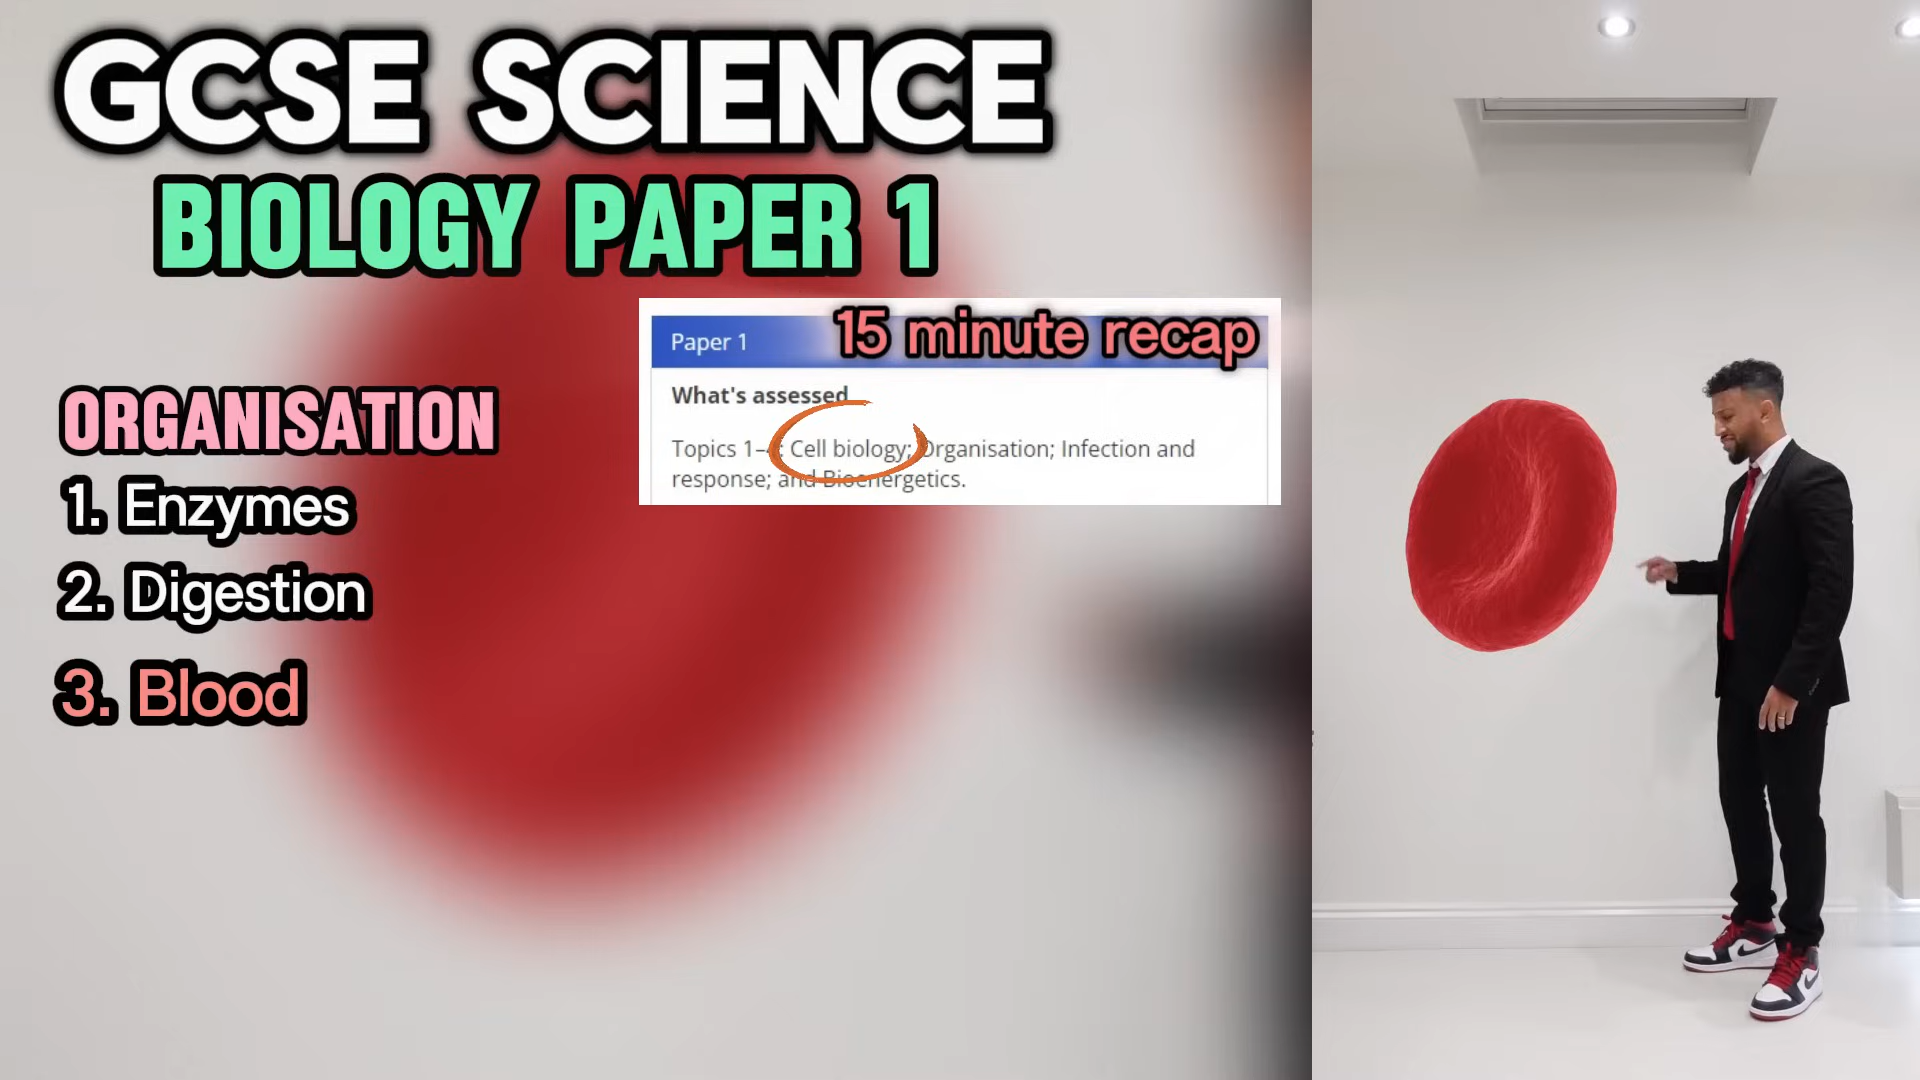 GCSE SCIENCE
BIOLOGY PAPER 1
15 minute recap
Paper 1
What's assessed
Topics 1–4: Cell biology; Organisation; Infection and
response; and Bioenergetics.
ORGANISATION
1. Enzymes
2. Digestion
3. Blood